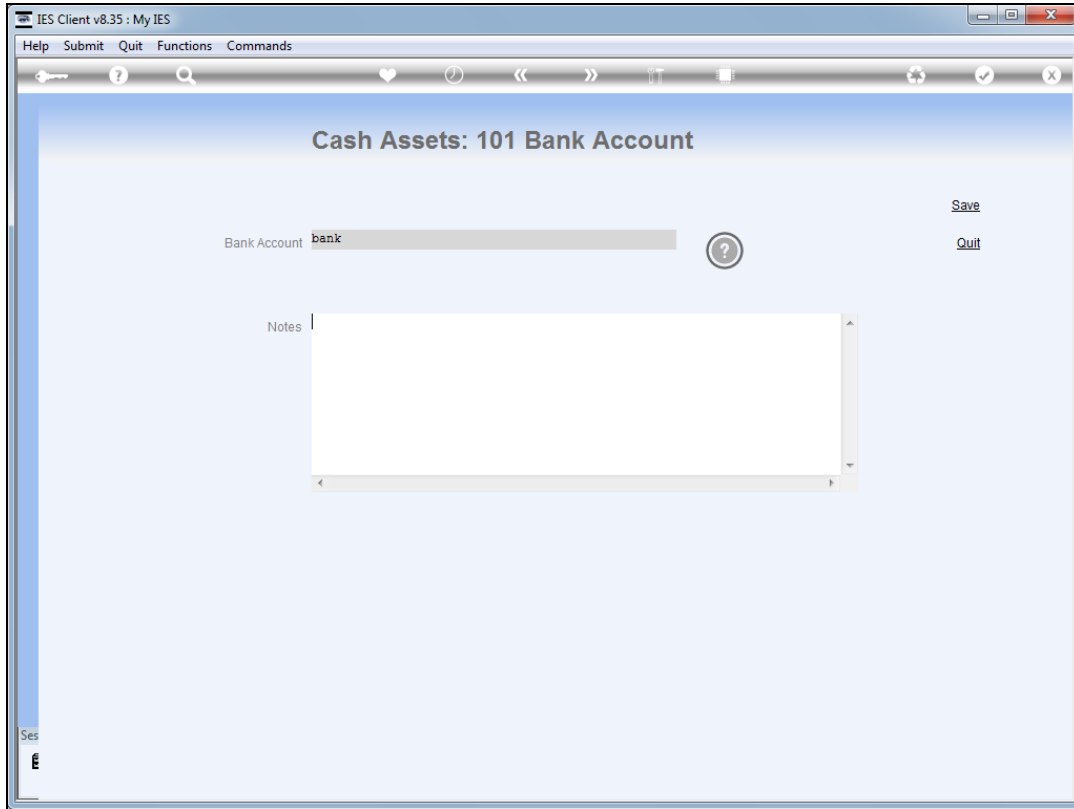 IES Client v8.35 : My IES
Help Submit Quit Functions Commands
Cash Assets: 101 Bank Account
Save
Bank Account bank
Quit
Notes
Ses